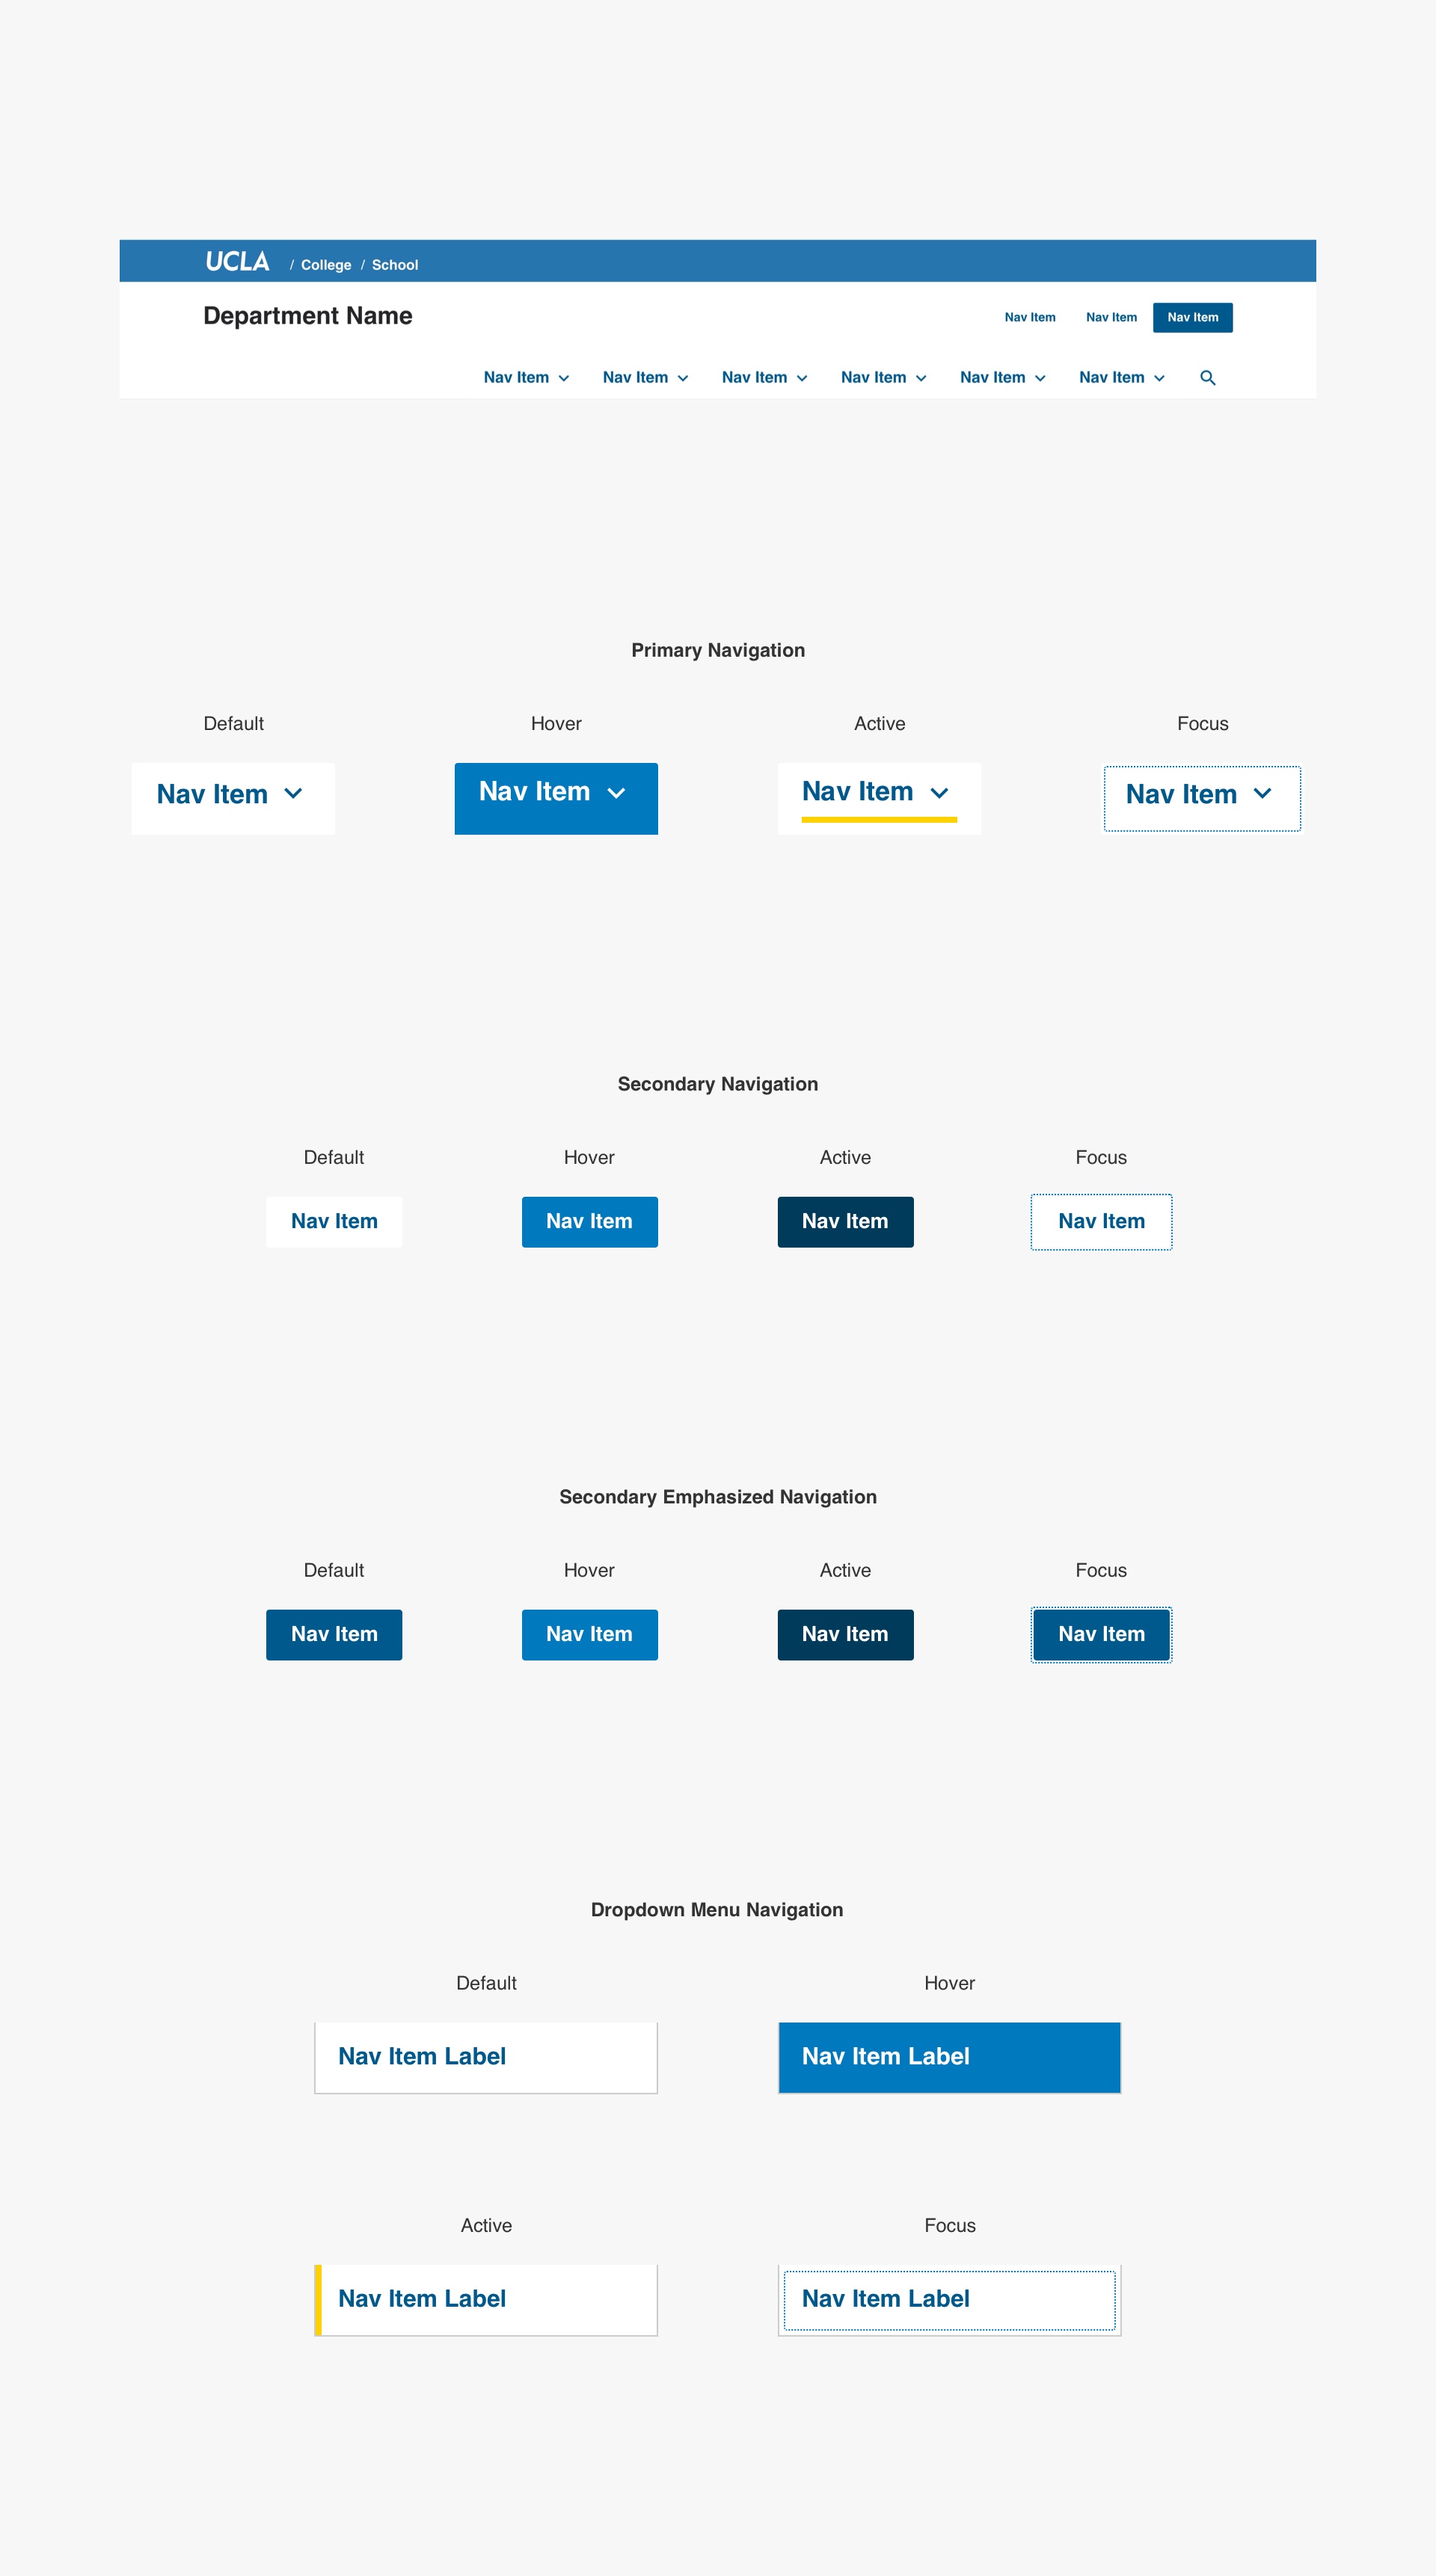 UCLA / College / School
Department Name
Nav Item Nav Item Nav Item
Nav Item Nav Item Nav Item Nav Item Nav Item Nav Item
Primary Navigation
Default Hover Active Focus
Nav Item Nav Item Nav Item Nav Item
Secondary Navigation
Default Hover Active Focus
Nav Item Nav Item Nav Item Nav Item
Secondary Emphasized Navigation
Default Hover Active Focus
Nav Item Nav Item Nav Item Nav Item
Dropdown Menu Navigation
Default Hover
Nav Item Label Nav Item Label
Active Focus
Nav Item Label Nav Item Label